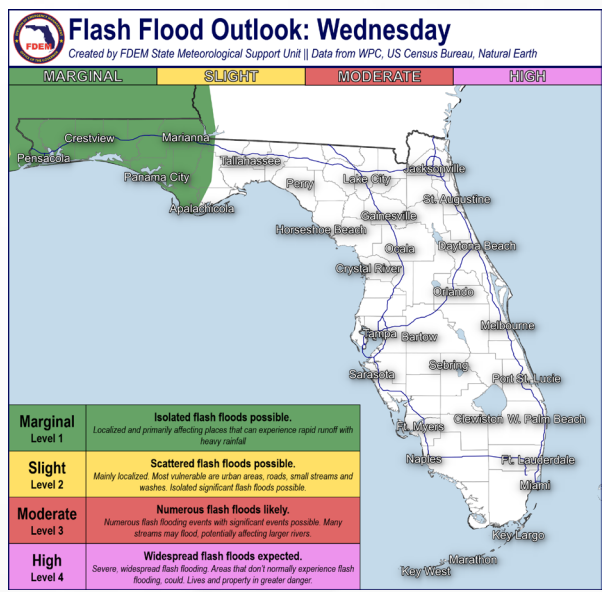 Flash Flood Outlook: Wednesday
Created by FDEM State Meteorological Support Unit || Data from WPC, US Census Bureau, Natural Earth
FDEM
MARGINAL
SLIGHT
MODERATE
HIGH
Crestview
Marianna
Pensacola
Tallahassee
Jacksonville
Panama City
Perry
Lake City
St. Augustine
Apalachicola
Gainesville
Horseshoe Beach
Ocala
Daytona Beach
Crystal River
Orlando
Melbourne
Tampa
Bartow
Sebring
Sarasota
Port St. Lucie
Clewiston
W. Palm Beach
Ft. Myers
Naples
Ft. Lauderdale
Miami
Key Largo
Marathon
Key West
Marginal
Level 1
Isolated flash floods possible.
Localized and primarily affecting places that can experience rapid runoff with
heavy rainfall
Slight
Level 2
Scattered flash floods possible.
Mainly localized. Most vulnerable are urban areas, roads, small streams and
washes. Isolated significant flash floods possible.
Moderate
Level 3
Numerous flash floods likely.
Numerous flash flooding events with significant events possible. Many
streams may flood, potentially affecting larger rivers.
High
Level 4
Widespread flash floods expected.
Severe, widespread flash flooding. Areas that don't normally experience flash
flooding, could. Lives and property in greater danger.